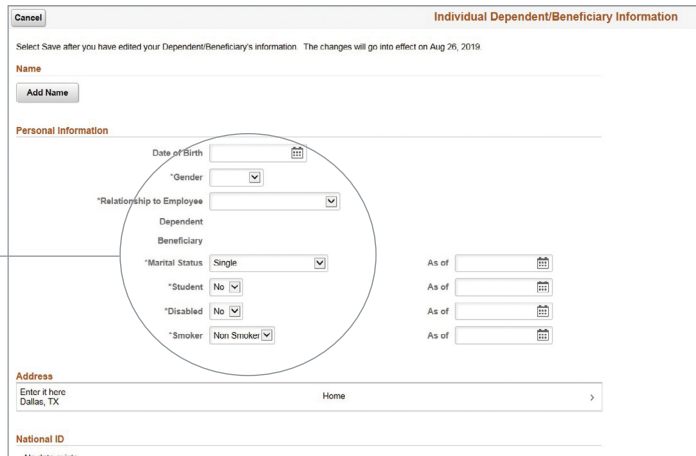 Cancel
Individual Dependent/Beneficiary Information
Select Save after you have edited your Dependent/Beneficiary's information. The changes will go into effect on Aug 26, 2019.
Name
Add Name
Personal Information
Date of Birth
*Gender
*Relationship to Employee
Dependent
Beneficiary
*Marital Status Single As of
*Student No As of
*Disabled No As of
*Smoker Non Smoker As of
Address
Enter it here
Dallas, TX
Home
National ID